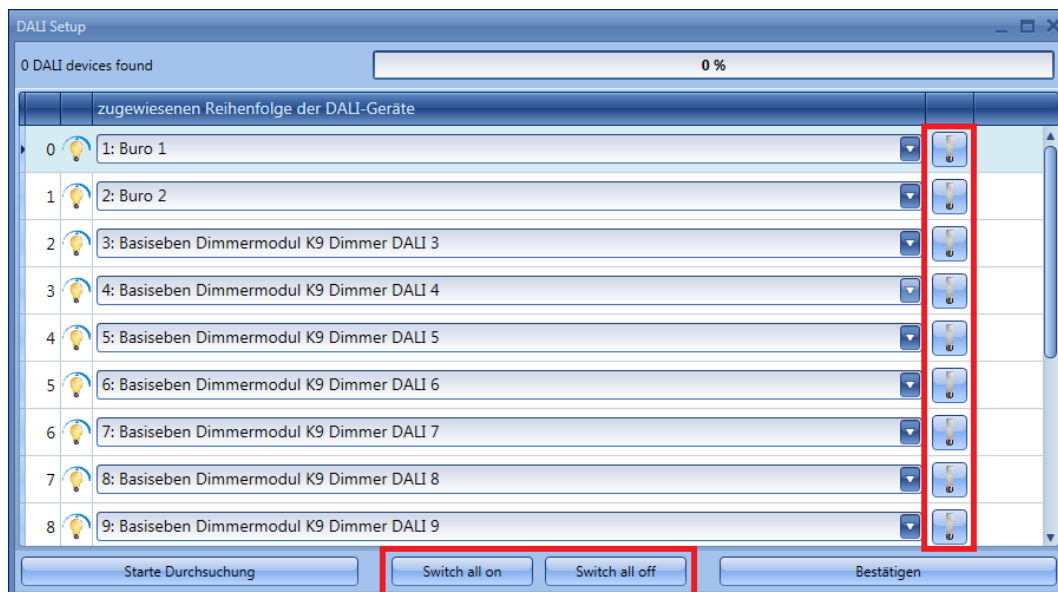 DALI Setup
0 DALI devices found
0 %
zugewiesenen Reihenfolge der DALI-Geräte
0 1: Buro 1
1 2: Buro 2
2 3: Basiseben Dimmermodul K9 Dimmer DALI 3
3 4: Basiseben Dimmermodul K9 Dimmer DALI 4
4 5: Basiseben Dimmermodul K9 Dimmer DALI 5
5 6: Basiseben Dimmermodul K9 Dimmer DALI 6
6 7: Basiseben Dimmermodul K9 Dimmer DALI 7
7 8: Basiseben Dimmermodul K9 Dimmer DALI 8
8 9: Basiseben Dimmermodul K9 Dimmer DALI 9
Starte Durchsuchung
Switch all on
Switch all off
Bestätigen